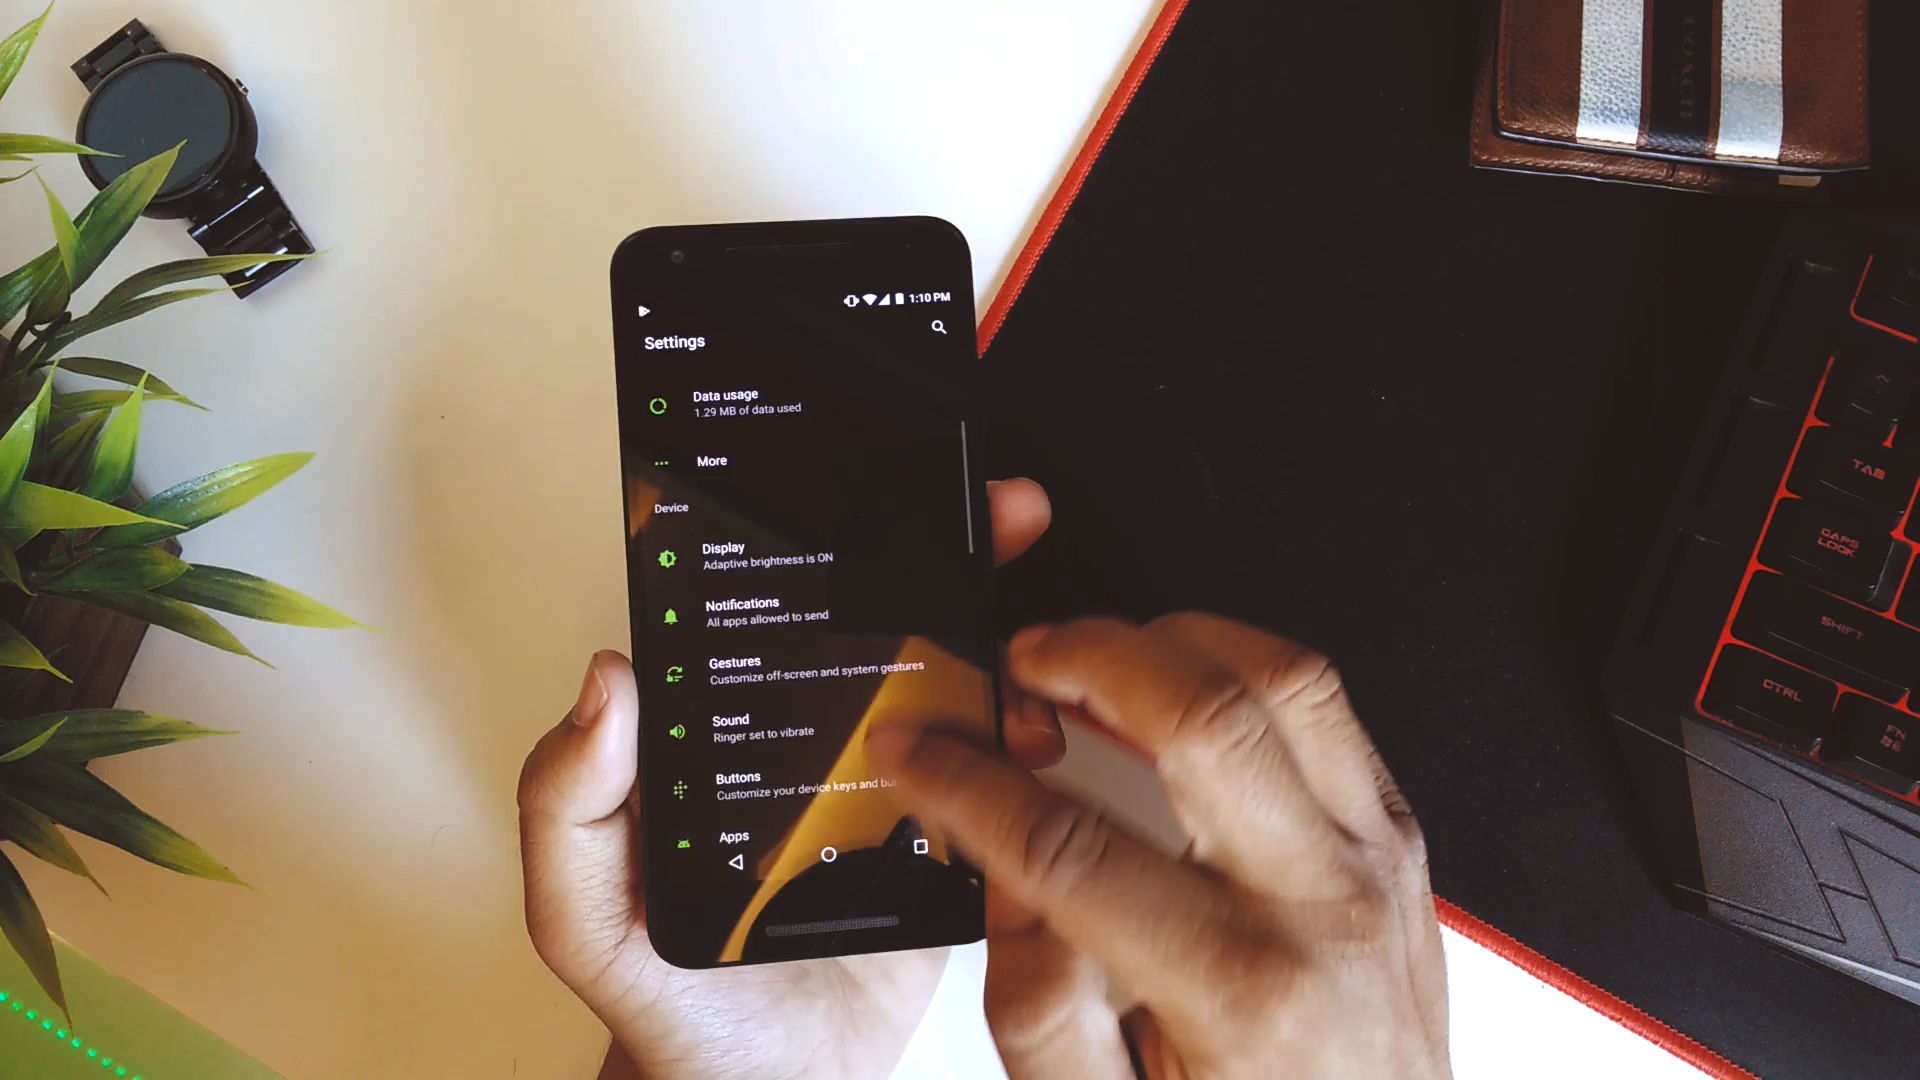 COACH
1:10 PM
Settings
Data usage
1.29 MB of data used
More
Device
Display
Adaptive brightness is ON
Notifications
All apps allowed to send
Gestures
Customize off-screen and system gestures
Sound
Ringer set to vibrate
Buttons
Customize your device keys and
Apps
TAB
CAPS
LOCK
SHIFT
CTRL
FN